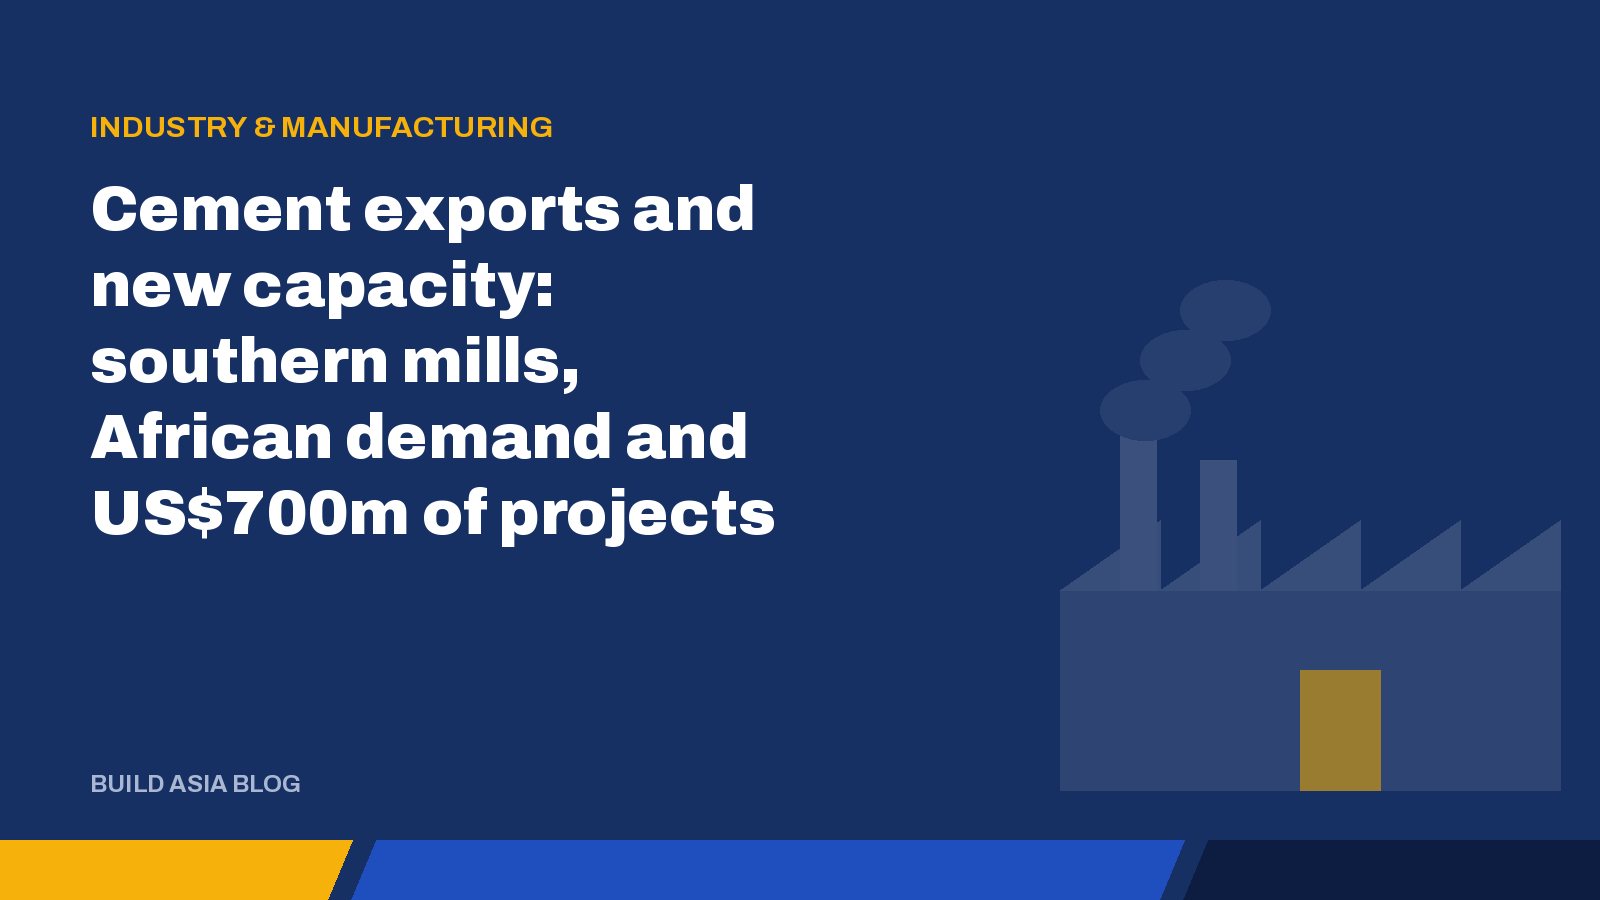 INDUSTRY & MANUFACTURING
Cement exports and
new capacity:
southern mills,
African demand and
US$700m of projects
BUILD ASIA BLOG